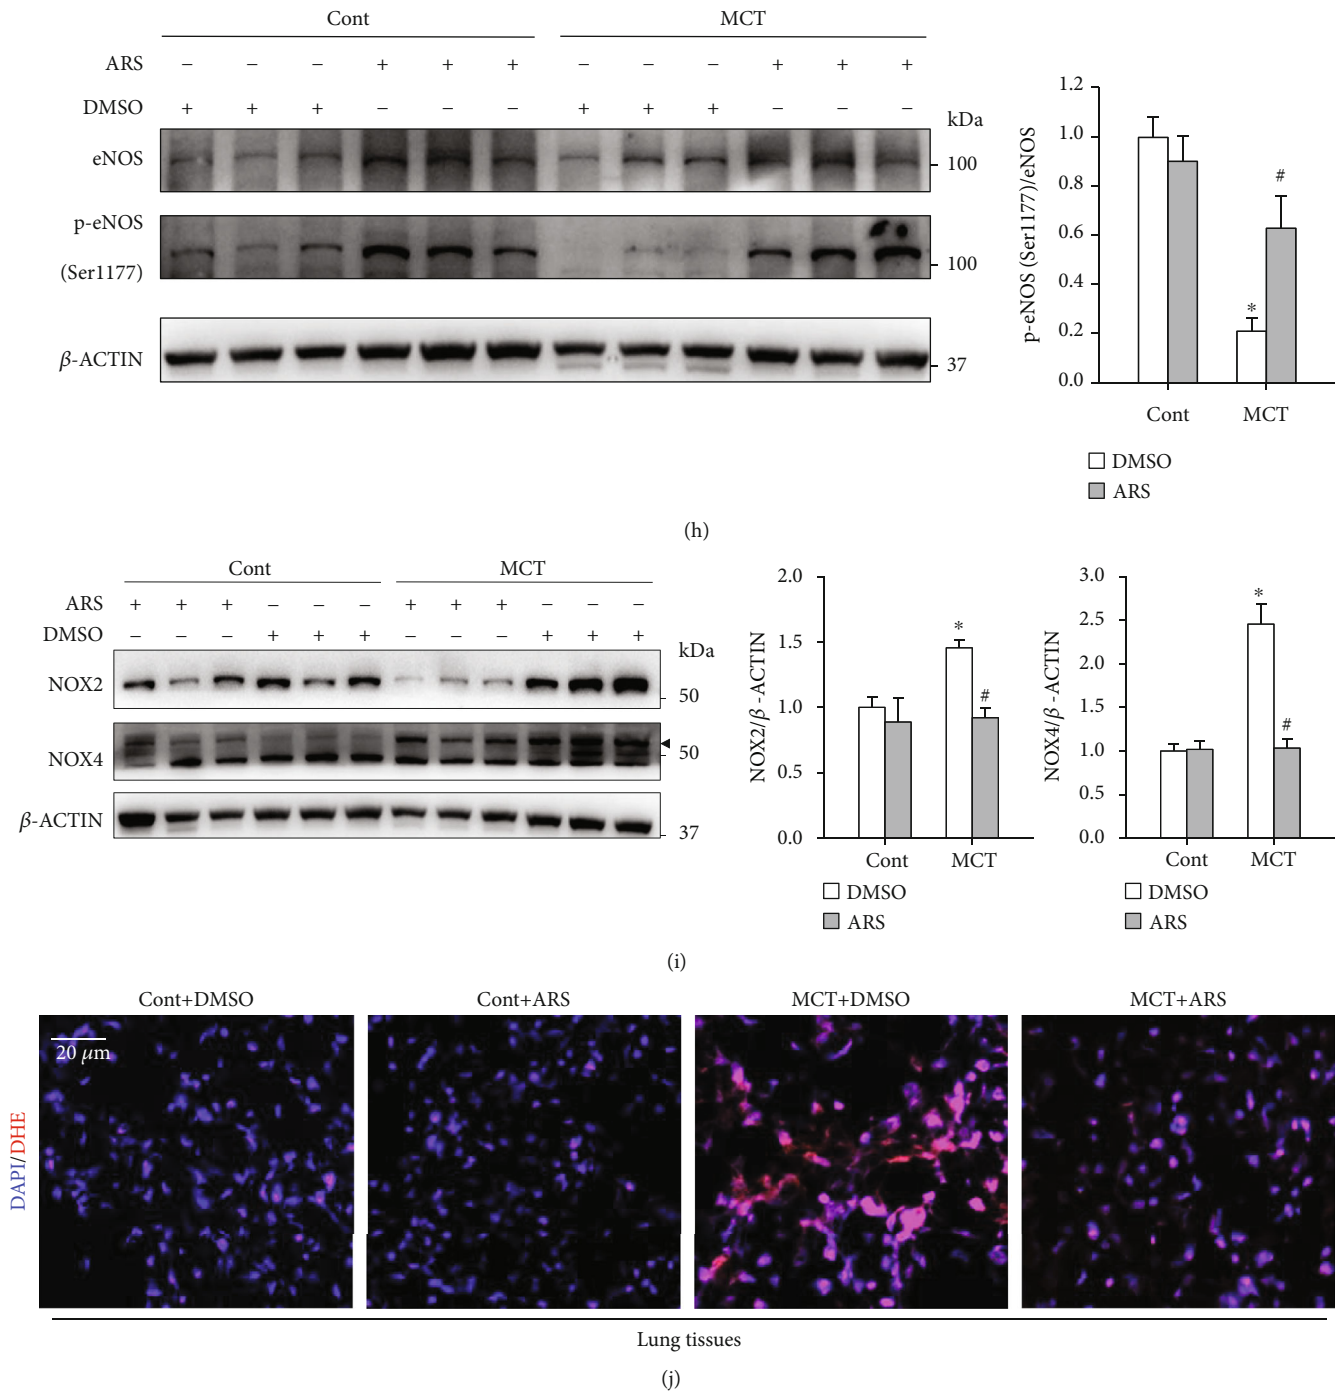 Cont MCT
ARS − − − + + + − − − + + +
DMSO + + + − − − + + + − − −
kDa
eNOS
100
p-eNOS
(Ser1177)
100
β-ACTIN
37
p-eNOS (Ser1177)/eNOS
1.2
1.0
0.8
0.6
0.4
0.2
0.0
*
#
Cont MCT
DMSO
ARS
(h)
Cont MCT
ARS + + + − − − + + + − − −
DMSO − − − + + + − − − + + +
kDa
NOX2
50
NOX4
50
β-ACTIN
37
NOX2/β-ACTIN
2.0
1.5
1.0
0.5
0.0
*
#
Cont MCT
DMSO
ARS
NOX4/β-ACTIN
3.0
2.5
2.0
1.5
1.0
0.5
0.0
*
#
Cont MCT
DMSO
ARS
(i)
Cont+DMSO Cont+ARS MCT+DMSO MCT+ARS
20 μm
DAPI/DHE
Lung tissues
(j)